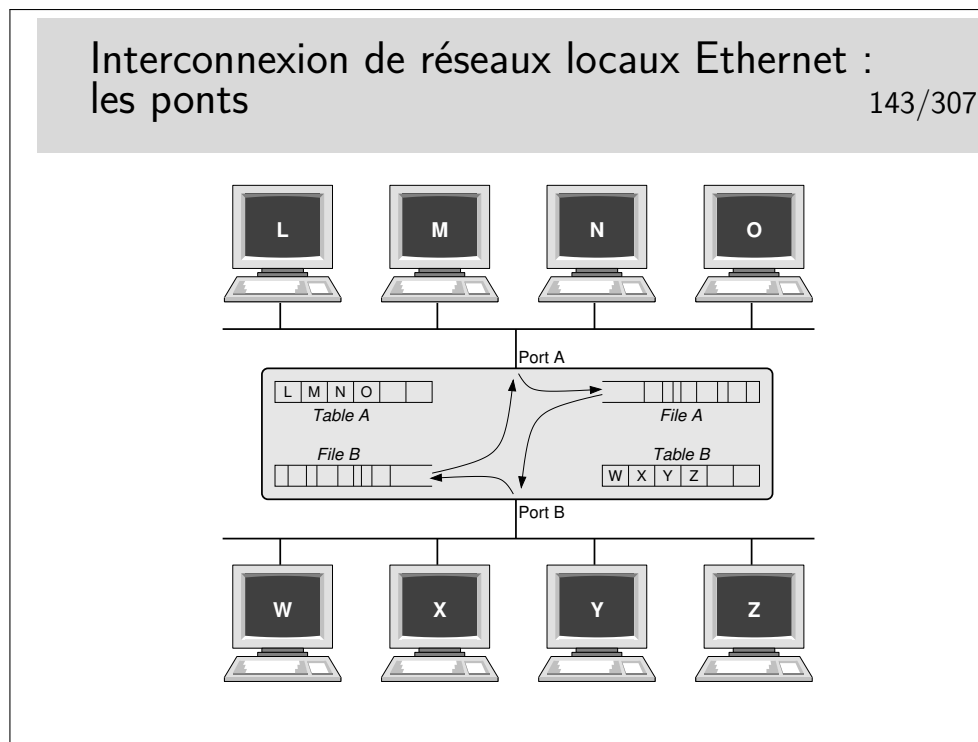 Interconnexion de réseaux locaux Ethernet :
les ponts
143/307
L M N O
Port A
L M N O
Table A
File A
File B
Table B
W X Y Z
Port B
W X Y Z